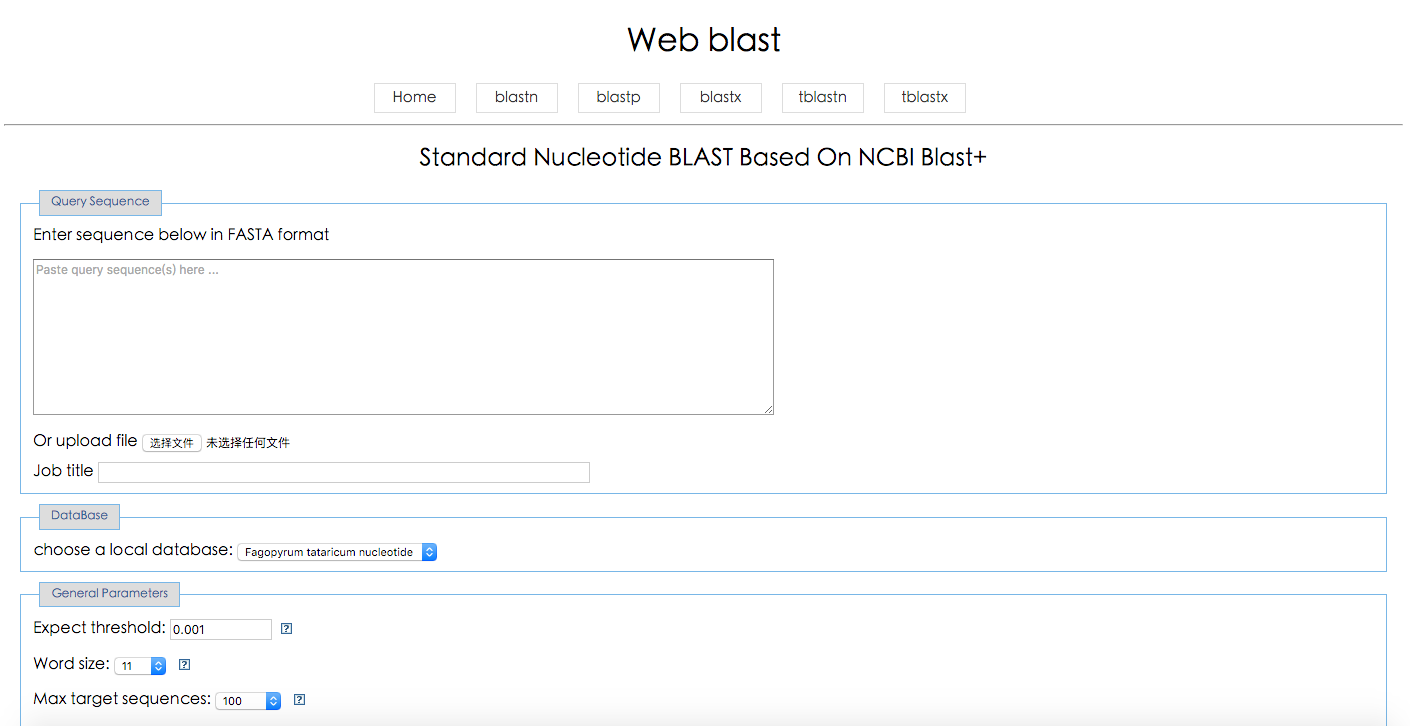 Web blast
Home blastn blastp blastx tblastn tblastx
Standard Nucleotide BLAST Based On NCBI Blast+
Query Sequence
Enter sequence below in FASTA format
Paste query sequence(s) here ...
Or upload file 选择文件 未选择任何文件
Job title
DataBase
choose a local database: Fagopyrum tataricum nucleotide
General Parameters
Expect threshold: 0.001 ?
Word size: 11 ?
Max target sequences: 100 ?